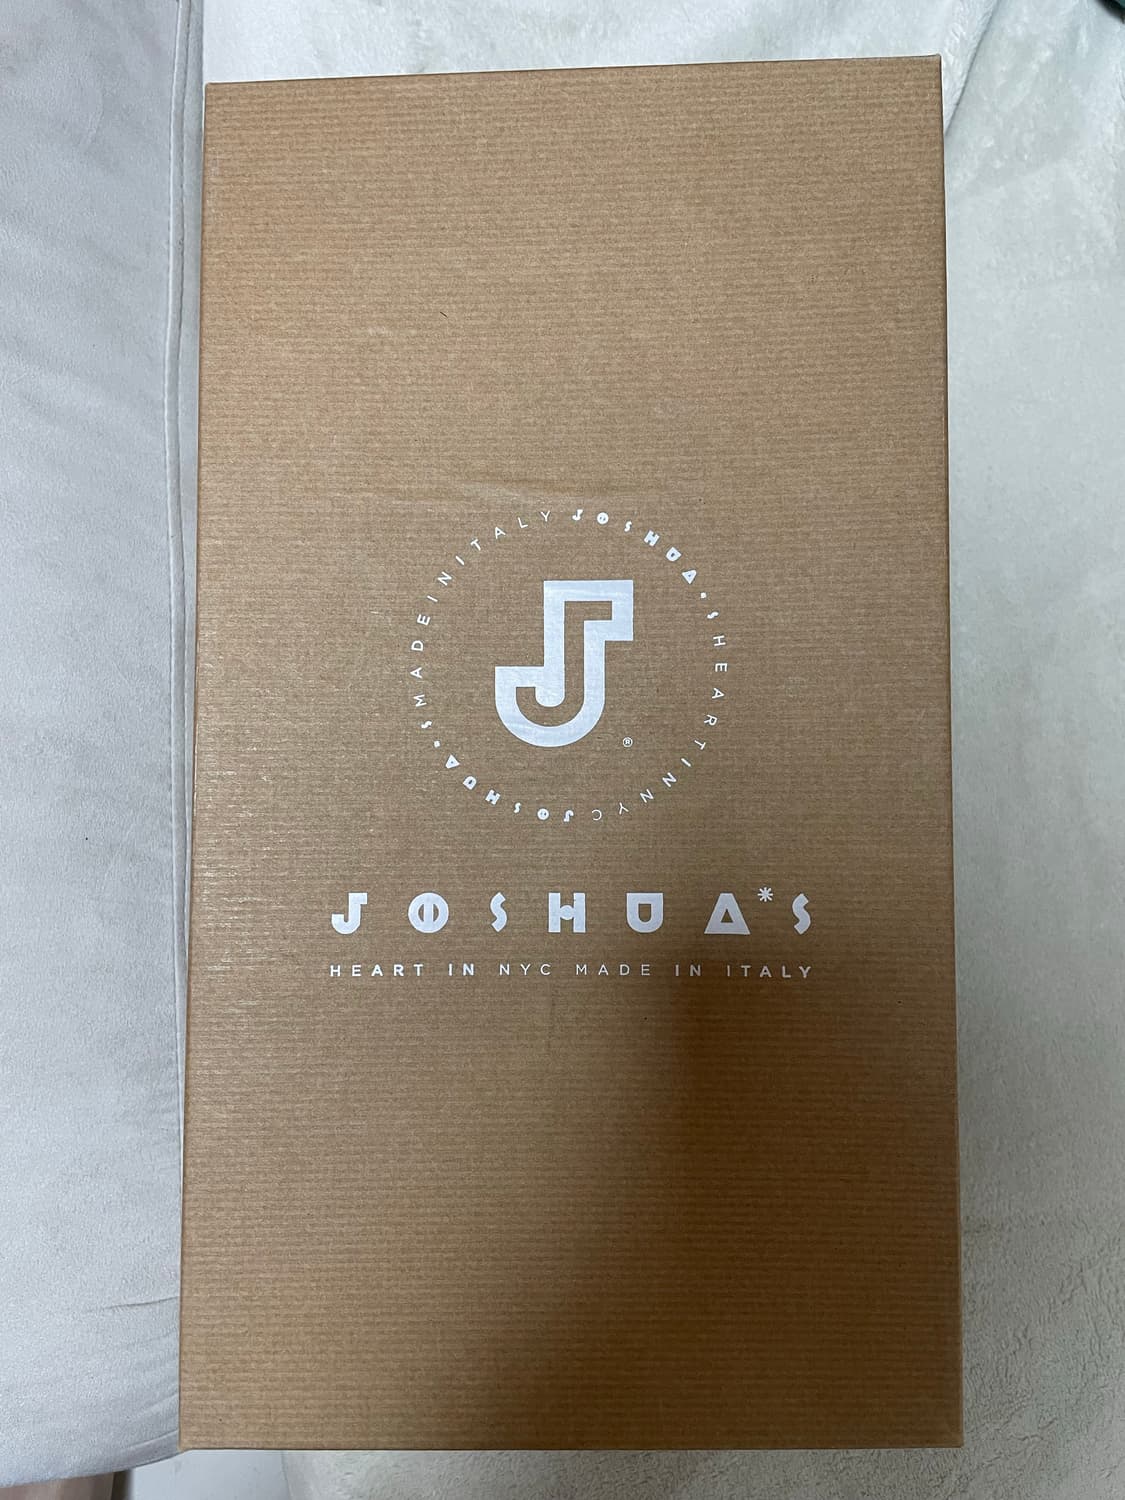 JOSHUA*S HEART IN NYC JOSHUA*S MADE IN ITALY
J
®
JOSHUA*S
HEART IN NYC MADE IN ITALY